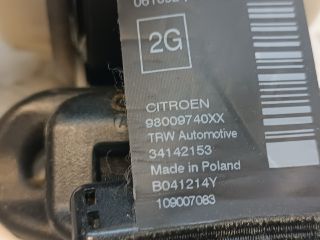 2G
CITROEN
98009740XX
TRW Automotive
34142153
Made in Poland
B041214Y
109007083